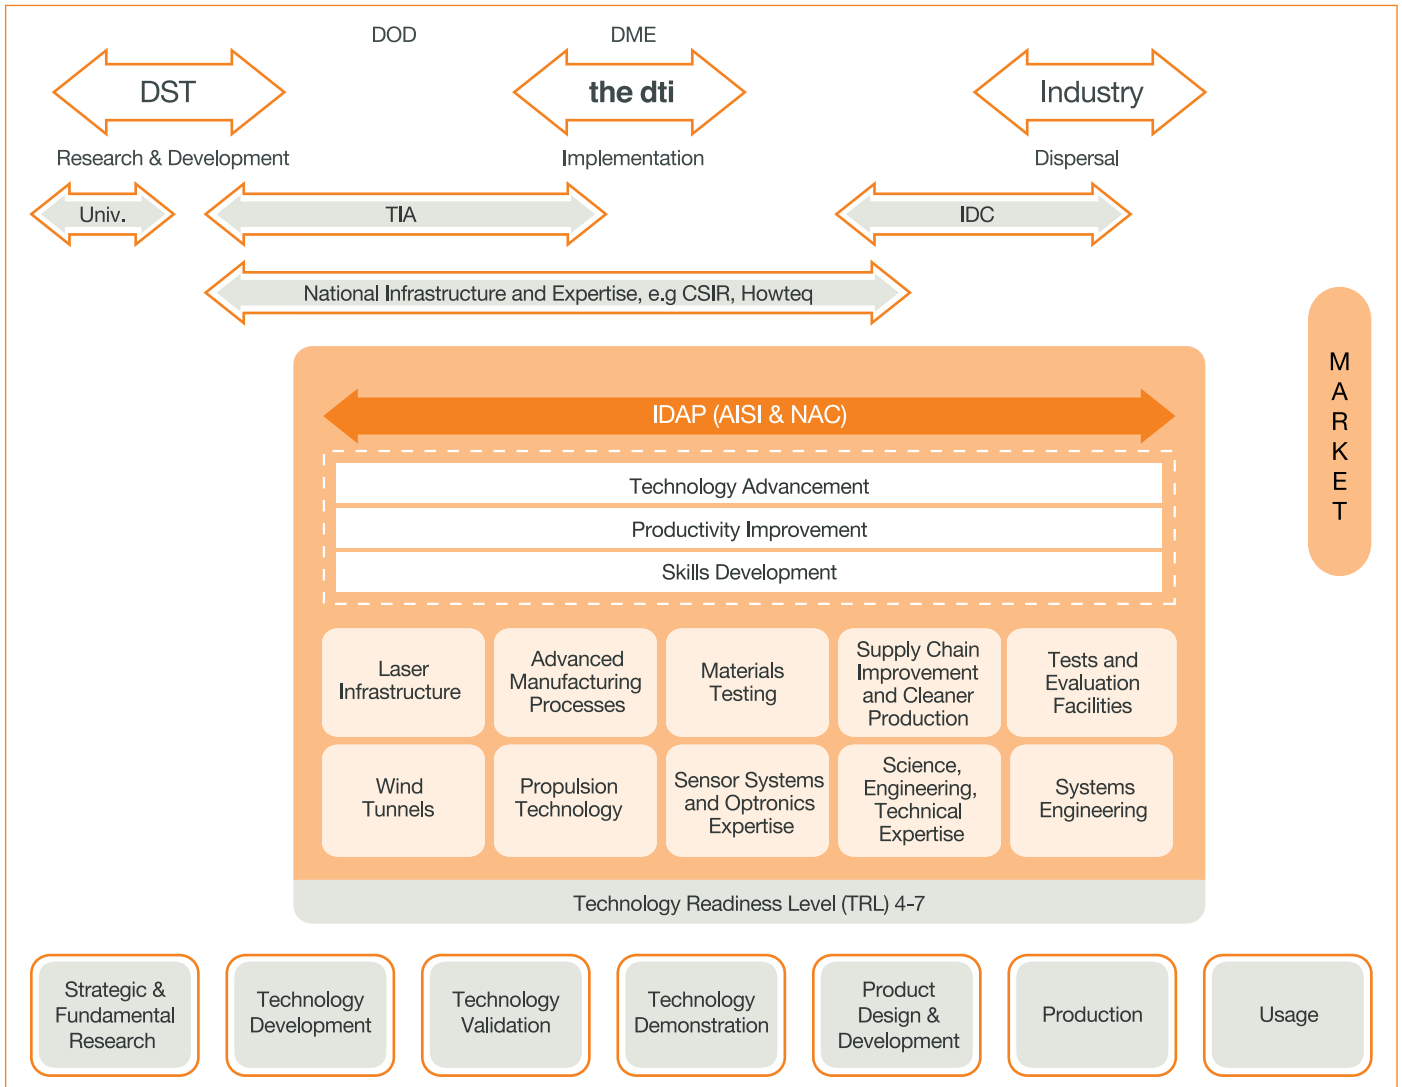 DOD
DME
DST
the dti
Industry
Research & Development
Implementation
Dispersal
Univ.
TIA
IDC
National Infrastructure and Expertise, e.g CSIR, Howteq
M
A
R
K
E
T
IDAP (AISI & NAC)
Technology Advancement
Productivity Improvement
Skills Development
Laser
Infrastructure
Advanced
Manufacturing
Processes
Materials
Testing
Supply Chain
Improvement
and Cleaner
Production
Tests and
Evaluation
Facilities
Wind
Tunnels
Propulsion
Technology
Sensor Systems
and Optronics
Expertise
Science,
Engineering,
Technical
Expertise
Systems
Engineering
Technology Readiness Level (TRL) 4-7
Strategic &
Fundamental
Research
Technology
Development
Technology
Validation
Technology
Demonstration
Product
Design &
Development
Production
Usage